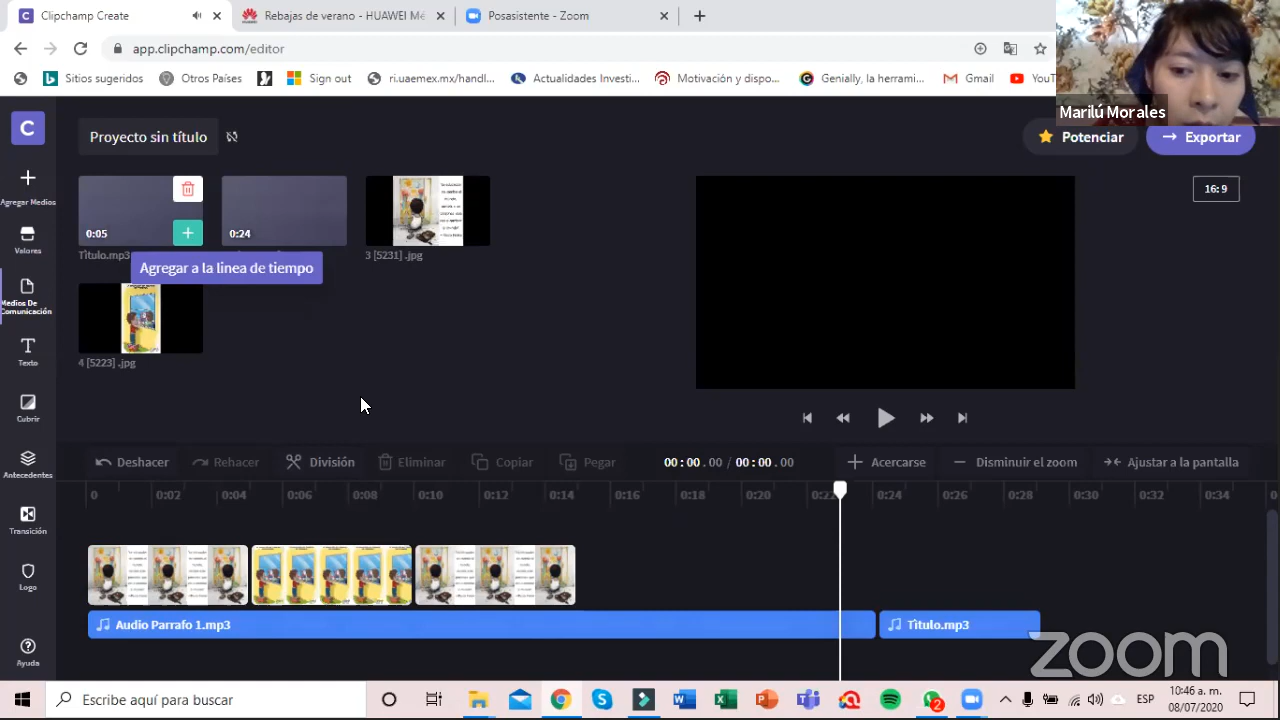 Clipchamp Create
Rebajas de verano - HUAWEI Mé
Posasistente - Zoom
app.clipchamp.com/editor
Sitios sugeridos
Otros Países
Sign out
ri.uaemex.mx/handl...
Actualidades Investi...
Motivación y dispo...
Genially, la herrami...
Gmail
YouT
Marilú Morales
C
Proyecto sin título
Potenciar
Exportar
16:9
Agregar Medios
Valores
Medios De
Comunicación
Texto
Cubrir
Antecedentes
Transición
Logo
Ayuda
0:05
0:24
Título.mp3
3 [5231] .jpg
Agregar a la línea de tiempo
4 [5223] .jpg
Deshacer
Rehacer
División
Eliminar
Copiar
Pegar
00:00.00 / 00:00.00
Acercarse
Disminuir el zoom
Ajustar a la pantalla
0 0:02 0:04 0:06 0:08 0:10 0:12 0:14 0:16 0:18 0:20 0:22 0:24 0:26 0:28 0:30 0:32 0:34 0
Audio Parrafo 1.mp3
Título.mp3
zoom
Escribe aquí para buscar
2
ESP
10:46 a. m.
08/07/2020